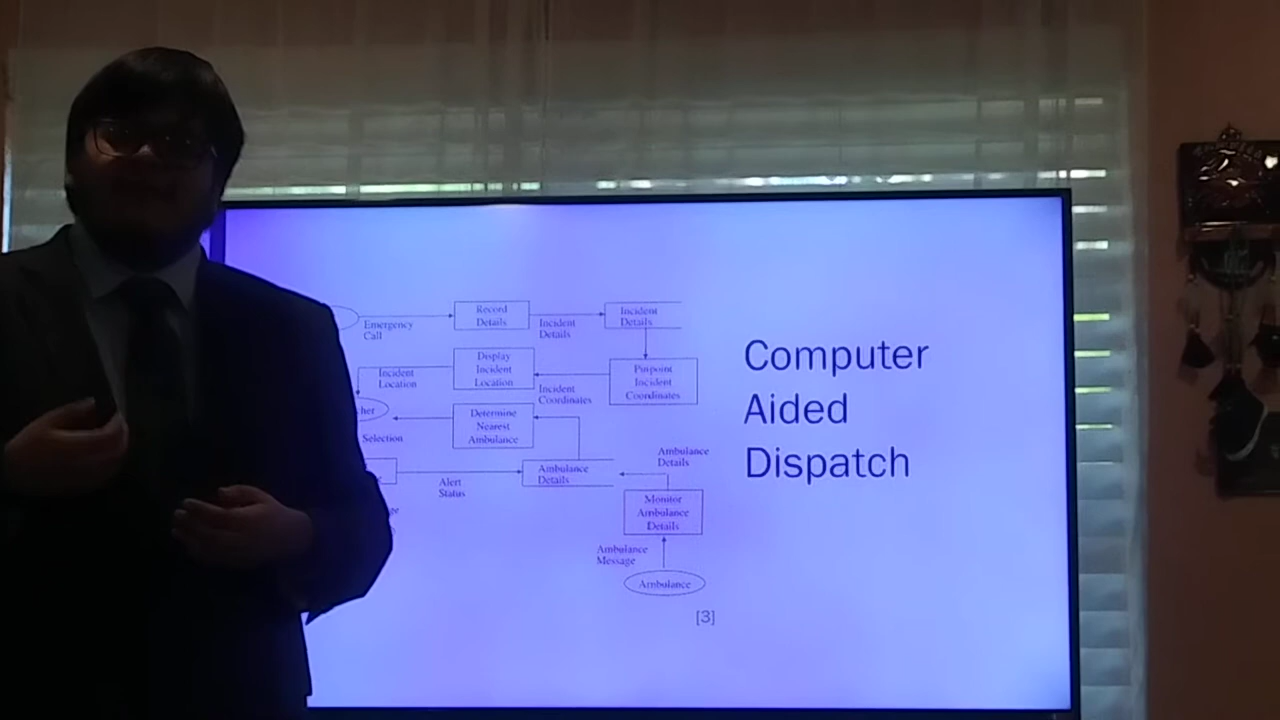 Record
Details
Incident
Details
Emergency
Call
Incident
Details
Display
Incident
Location
Pinpoint
Incident
Coordinates
Incident
Location
Incident
Coordinates
Determine
Nearest
Ambulance
her
Selection
Ambulance
Details
Ambulance
Details
Alert
Status
Monitor
Ambulance
Details
Ambulance
Message
Ambulance
[3]
Computer
Aided
Dispatch